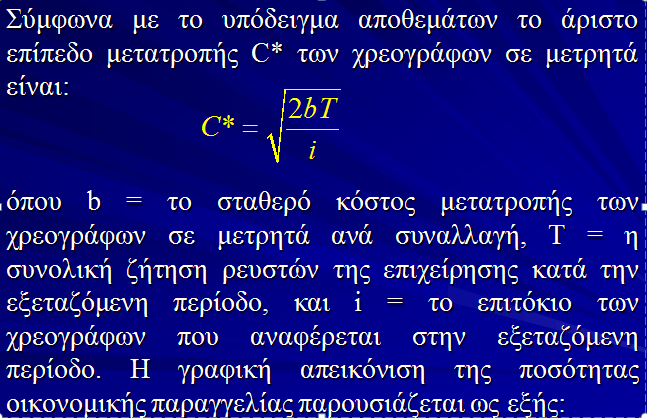 Σύμφωνα με το υπόδειγμα αποθεμάτων το άριστο
επίπεδο μετατροπής C* των χρεογράφων σε μετρητά
είναι:
C* = √(2bT / i)
όπου b = το σταθερό κόστος μετατροπής των
χρεογράφων σε μετρητά ανά συναλλαγή, Τ = η
συνολική ζήτηση ρευστών της επιχείρησης κατά την
εξεταζόμενη περίοδο, και i = το επιτόκιο των
χρεογράφων που αναφέρεται στην εξεταζόμενη
περίοδο. Η γραφική απεικόνιση της ποσότητας
οικονομικής παραγγελίας παρουσιάζεται ως εξής: